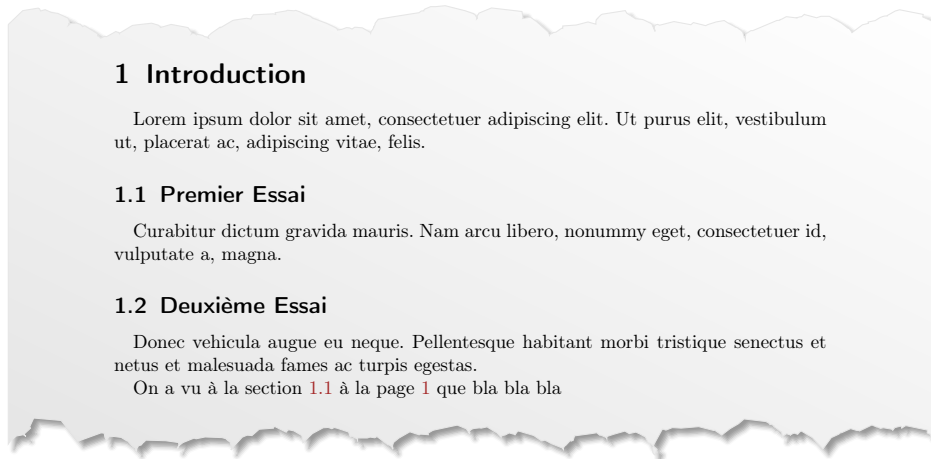 1 Introduction
Lorem ipsum dolor sit amet, consectetuer adipiscing elit. Ut purus elit, vestibulum
ut, placerat ac, adipiscing vitae, felis.
1.1 Premier Essai
Curabitur dictum gravida mauris. Nam arcu libero, nonummy eget, consectetuer id,
vulputate a, magna.
1.2 Deuxième Essai
Donec vehicula augue eu neque. Pellentesque habitant morbi tristique senectus et
netus et malesuada fames ac turpis egestas.
On a vu à la section 1.1 à la page 1 que bla bla bla